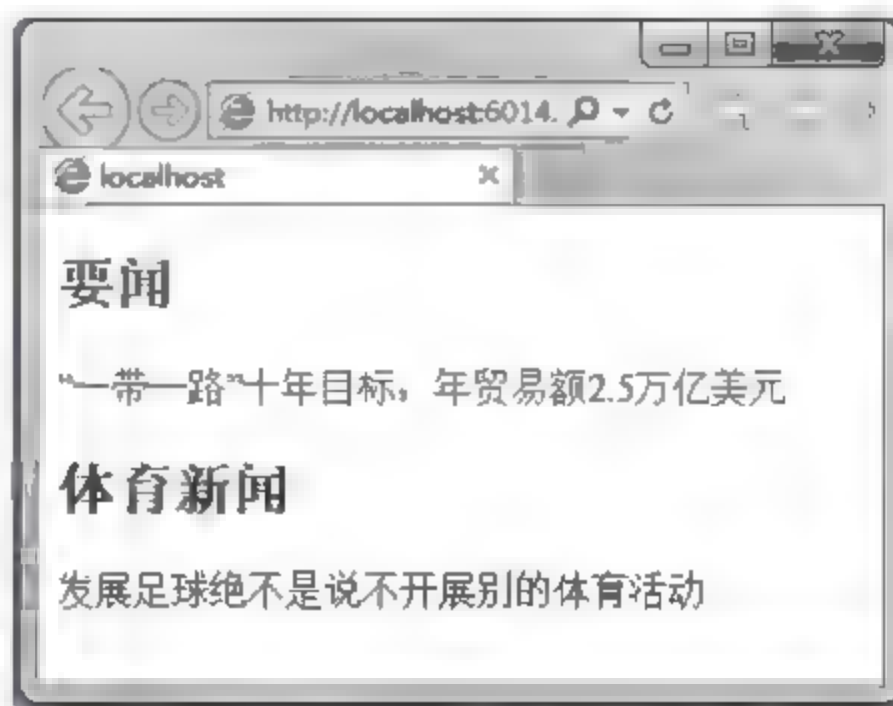 http://localhost:6014.
localhost
要闻
“一带一路”十年目标，年贸易额2.5万亿美元
体育新闻
发展足球绝不是说不开展别的体育活动